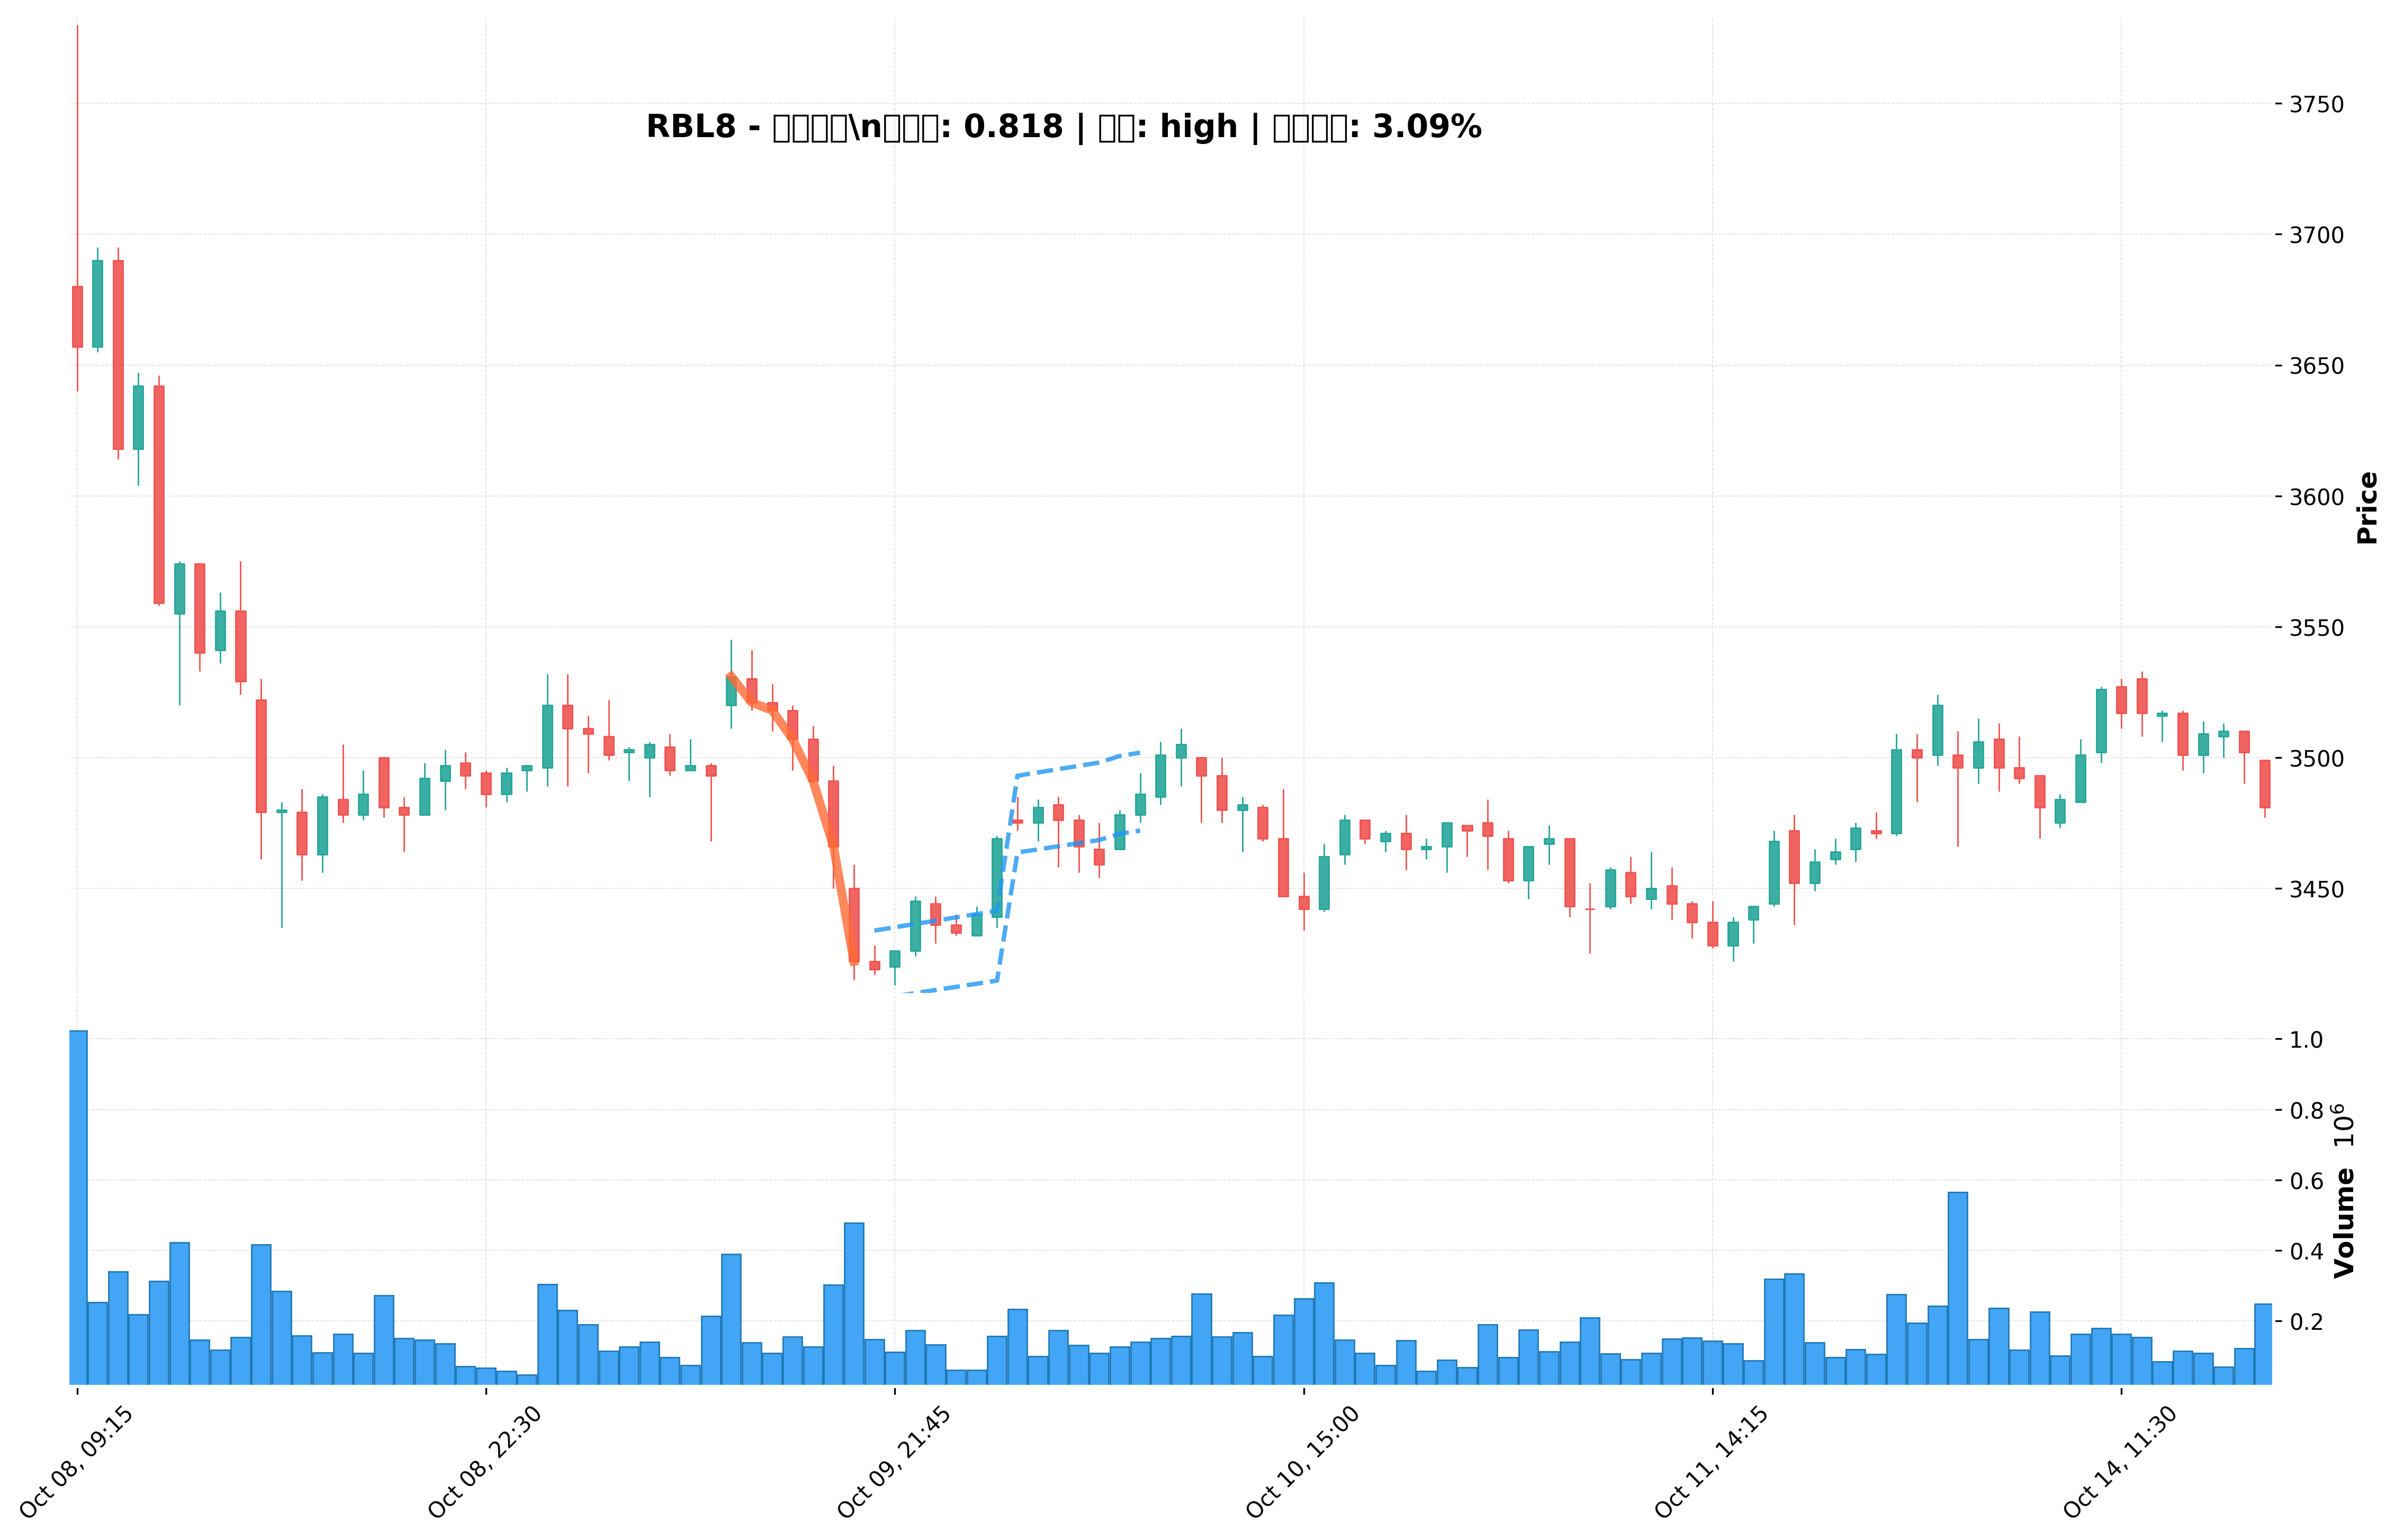 RBL8 - □□□□\n□□□: 0.818 | □□: high | □□□□: 3.09%
3750
3700
3650
3600
3550
3500
3450
Price
1.0
0.8
0.6
0.4
0.2
Volume 10⁶
Oct 08, 09:15
Oct 08, 22:30
Oct 09, 21:45
Oct 10, 15:00
Oct 11, 14:15
Oct 14, 11:30